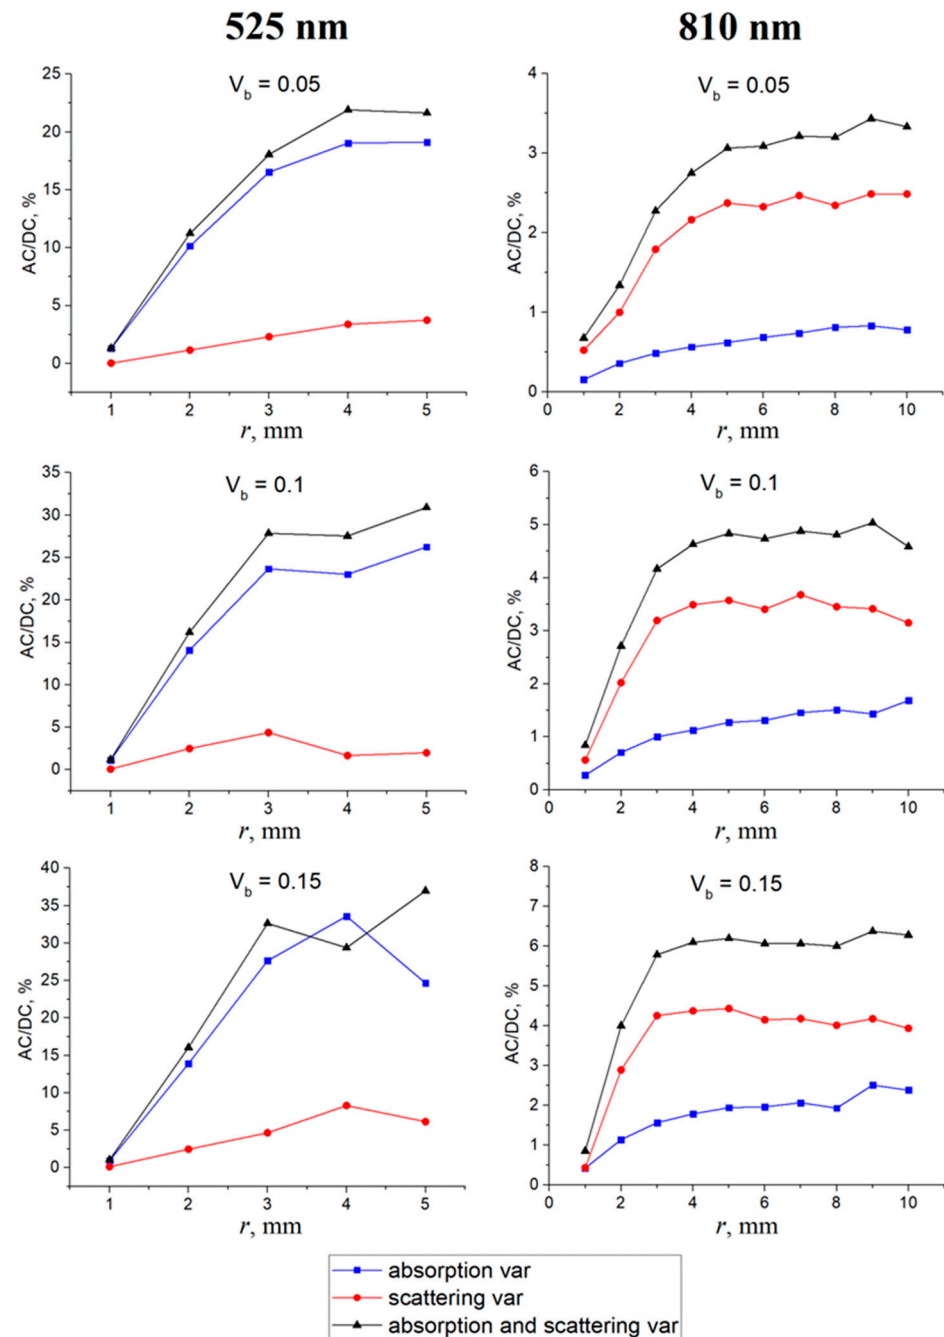 525 nm
810 nm
V_b = 0.05
AC/DC, %
25
20
15
10
5
0
1 2 3 4 5
r, mm
V_b = 0.05
AC/DC, %
4
3
2
1
0
0 2 4 6 8 10
r, mm
V_b = 0.1
AC/DC, %
35
30
25
20
15
10
5
0
1 2 3 4 5
r, mm
V_b = 0.1
AC/DC, %
6
5
4
3
2
1
0
0 2 4 6 8 10
r, mm
V_b = 0.15
AC/DC, %
40
35
30
25
20
15
10
5
0
1 2 3 4 5
r, mm
V_b = 0.15
AC/DC, %
8
7
6
5
4
3
2
1
0
0 2 4 6 8 10
r, mm
absorption var
scattering var
absorption and scattering var